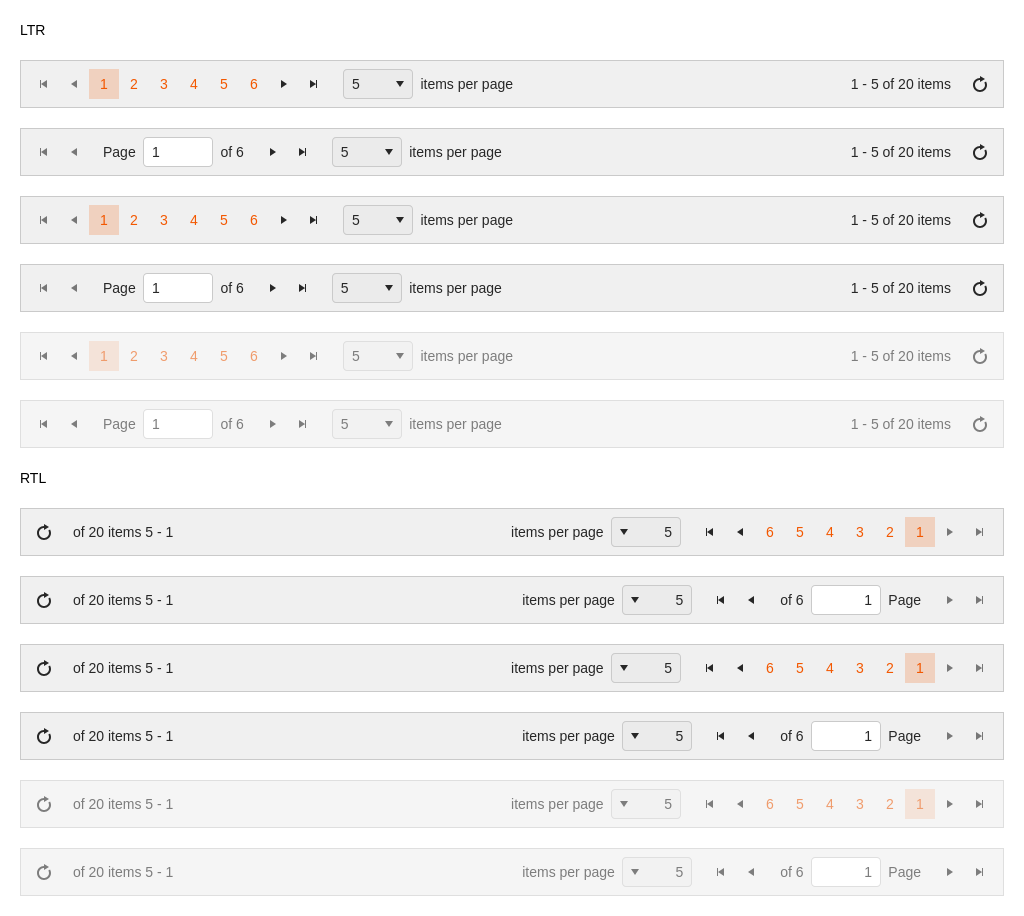 LTR
1 2 3 4 5 6 5 items per page 1 - 5 of 20 items
Page 1 of 6 5 items per page 1 - 5 of 20 items
1 2 3 4 5 6 5 items per page 1 - 5 of 20 items
Page 1 of 6 5 items per page 1 - 5 of 20 items
1 2 3 4 5 6 5 items per page 1 - 5 of 20 items
Page 1 of 6 5 items per page 1 - 5 of 20 items
RTL
of 20 items 5 - 1 items per page 5 6 5 4 3 2 1
of 20 items 5 - 1 items per page 5 of 6 1 Page
of 20 items 5 - 1 items per page 5 6 5 4 3 2 1
of 20 items 5 - 1 items per page 5 of 6 1 Page
of 20 items 5 - 1 items per page 5 6 5 4 3 2 1
of 20 items 5 - 1 items per page 5 of 6 1 Page